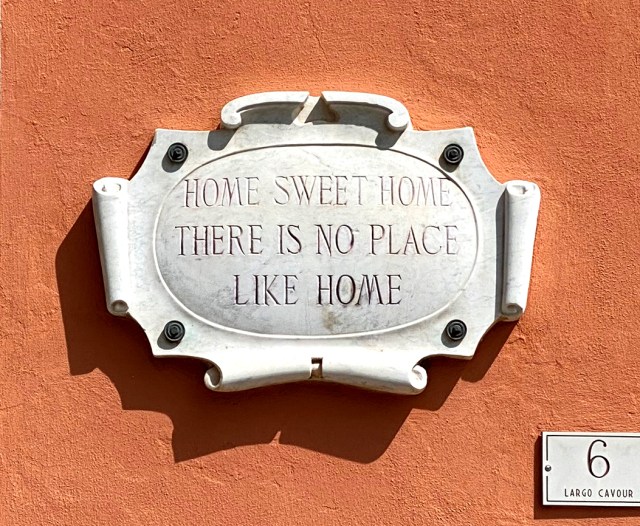 HOME SWEET HOME
THERE IS NO PLACE
LIKE HOME
6
LARGO CAVOUR